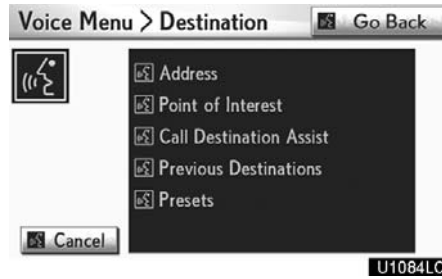 Voice Menu > Destination
Go Back
Address
Point of Interest
Call Destination Assist
Previous Destinations
Presets
Cancel
U1084LC